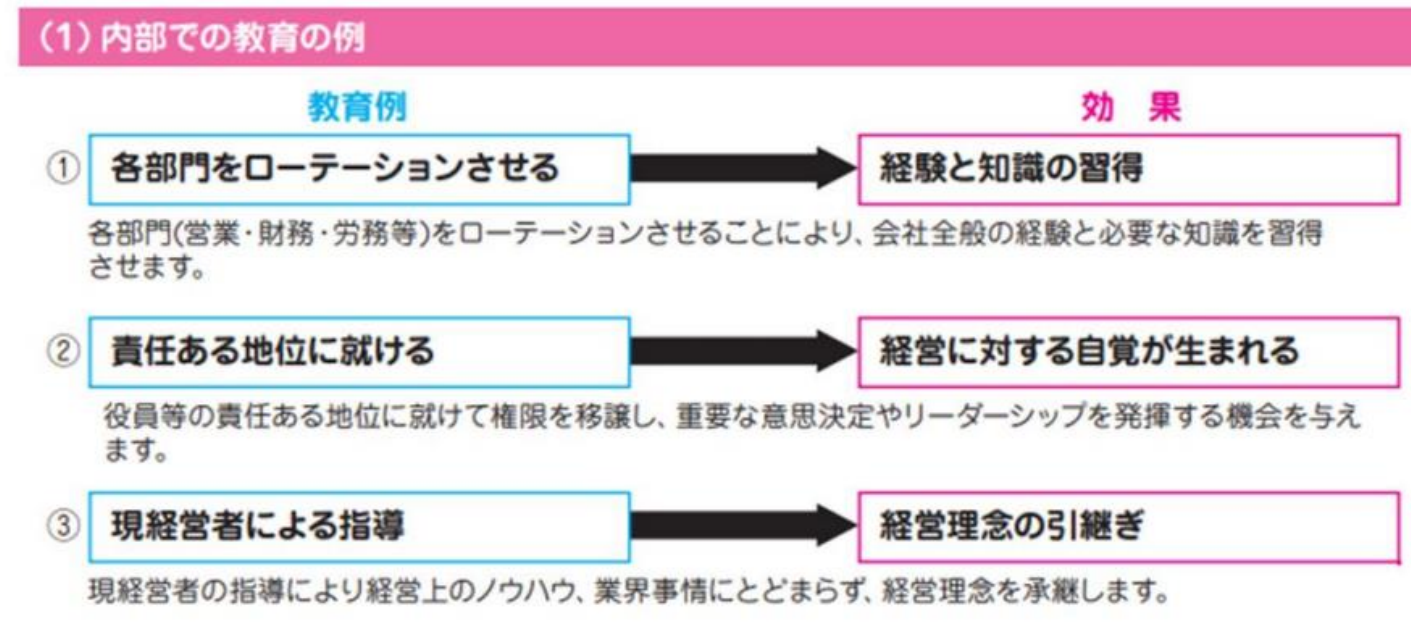 (1)内部での教育の例
教育例 効 果
① 各部門をローテーションさせる 経験と知識の習得
各部門(営業・財務・労務等)をローテーションさせることにより、会社全般の経験と必要な知識を習得
させます。
② 責任ある地位に就ける 経営に対する自覚が生まれる
役員等の責任ある地位に就けて権限を移譲し、重要な意思決定やリーダーシップを発揮する機会を与え
ます。
③ 現経営者による指導 経営理念の引継ぎ
現経営者の指導により経営上のノウハウ、業界事情にとどまらず、経営理念を承継します。